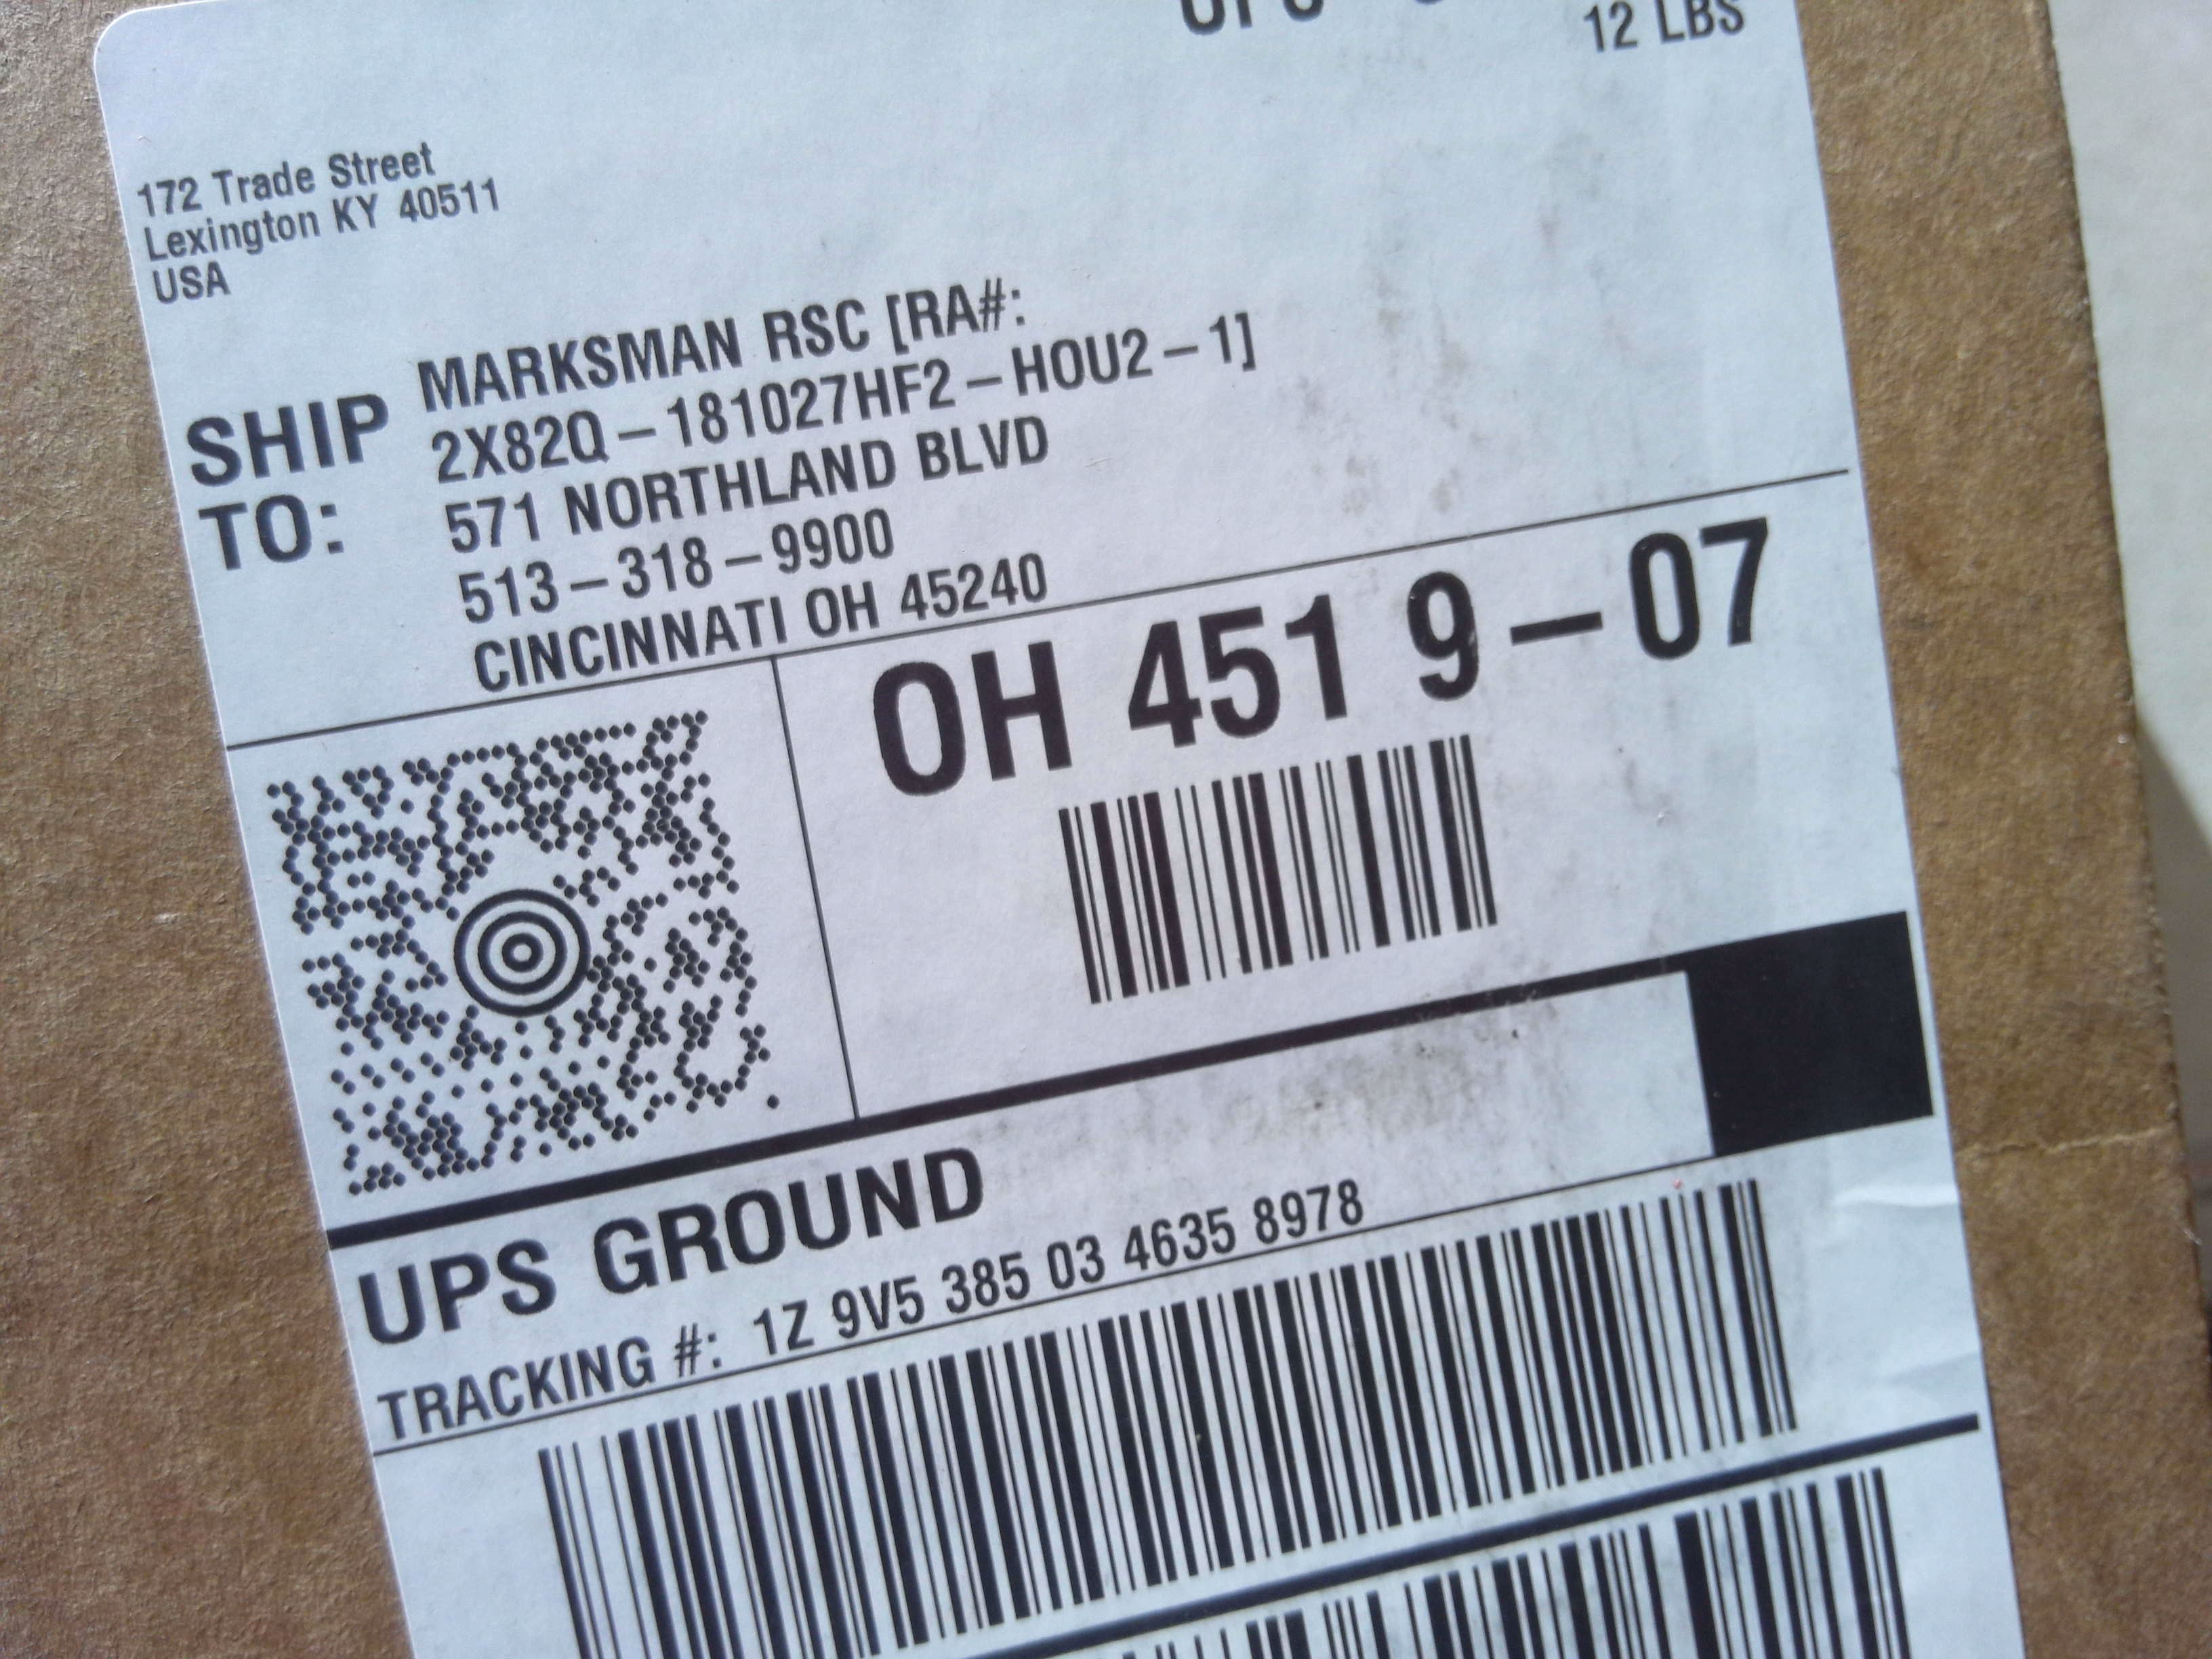 12 LBS
172 Trade Street
Lexington KY 40511
USA
SHIP TO:
MARKSMAN RSC [RA#:
2X82Q-181027HF2-HOU2-1]
571 NORTHLAND BLVD
513-318-9900
CINCINNATI OH 45240
OH 451 9-07
UPS GROUND
TRACKING #: 1Z 9V5 385 03 4635 8978